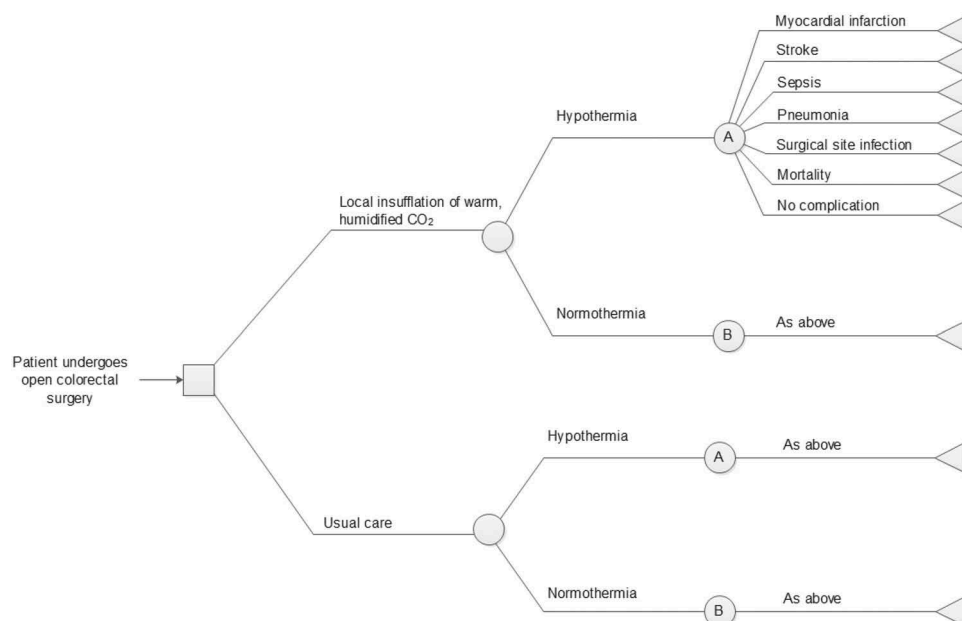 Myocardial infarction
Stroke
Sepsis
Hypothermia
A
Pneumonia
Surgical site infection
Mortality
No complication
Local insufflation of warm,
humidified CO₂
Normothermia
B
As above
Patient undergoes
open colorectal
surgery
Hypothermia
A
As above
Usual care
Normothermia
B
As above